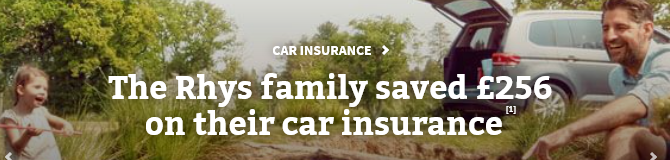 CAR INSURANCE
The Rhys family saved £256
on their car insurance [1]